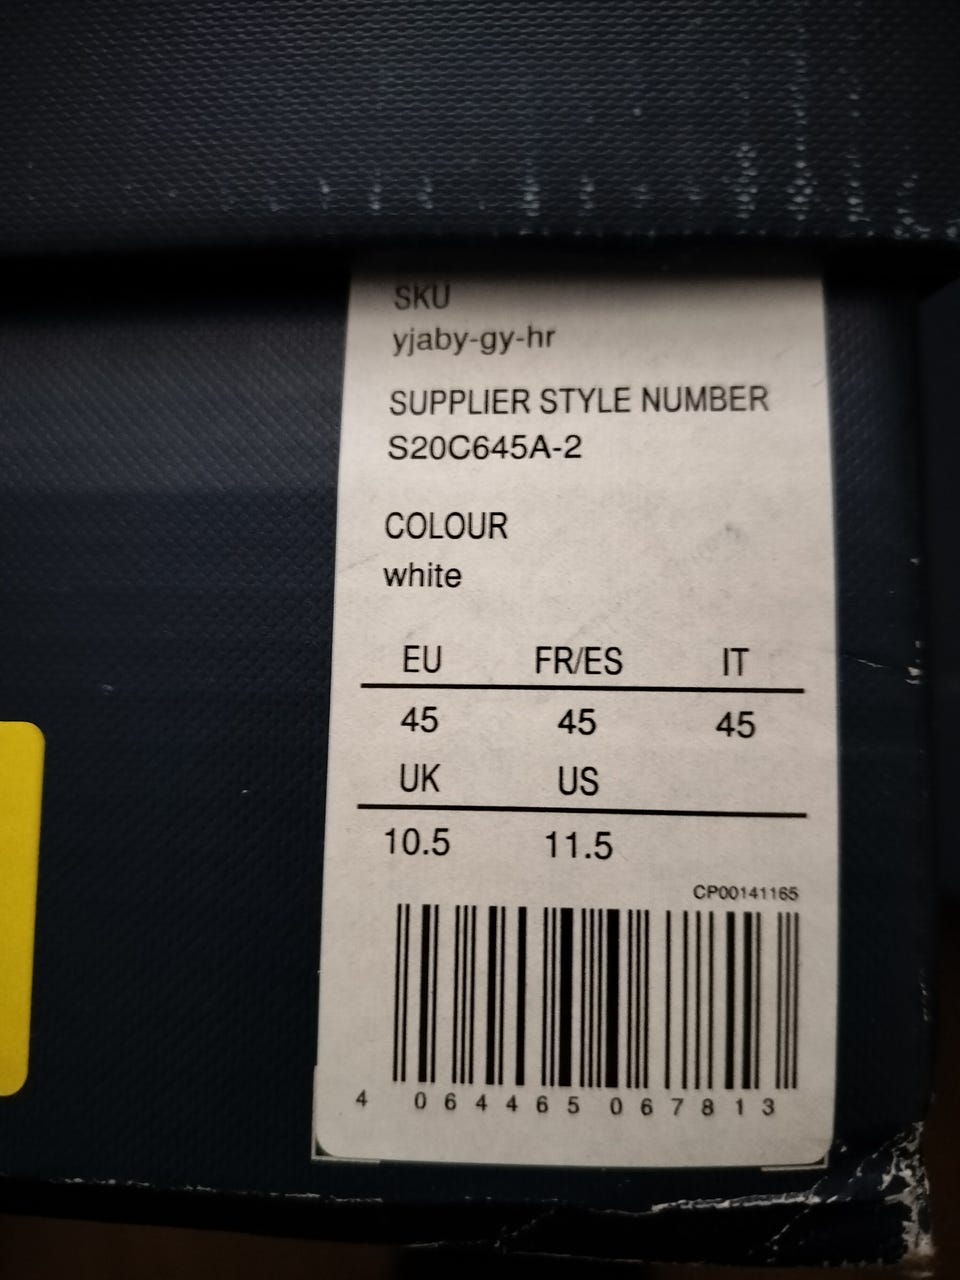 SKU
yjaby-gy-hr
SUPPLIER STYLE NUMBER
S20C645A-2
COLOUR
white
EU FR/ES IT
45 45 45
UK US
10.5 11.5
CP00141165
4 064465 067813